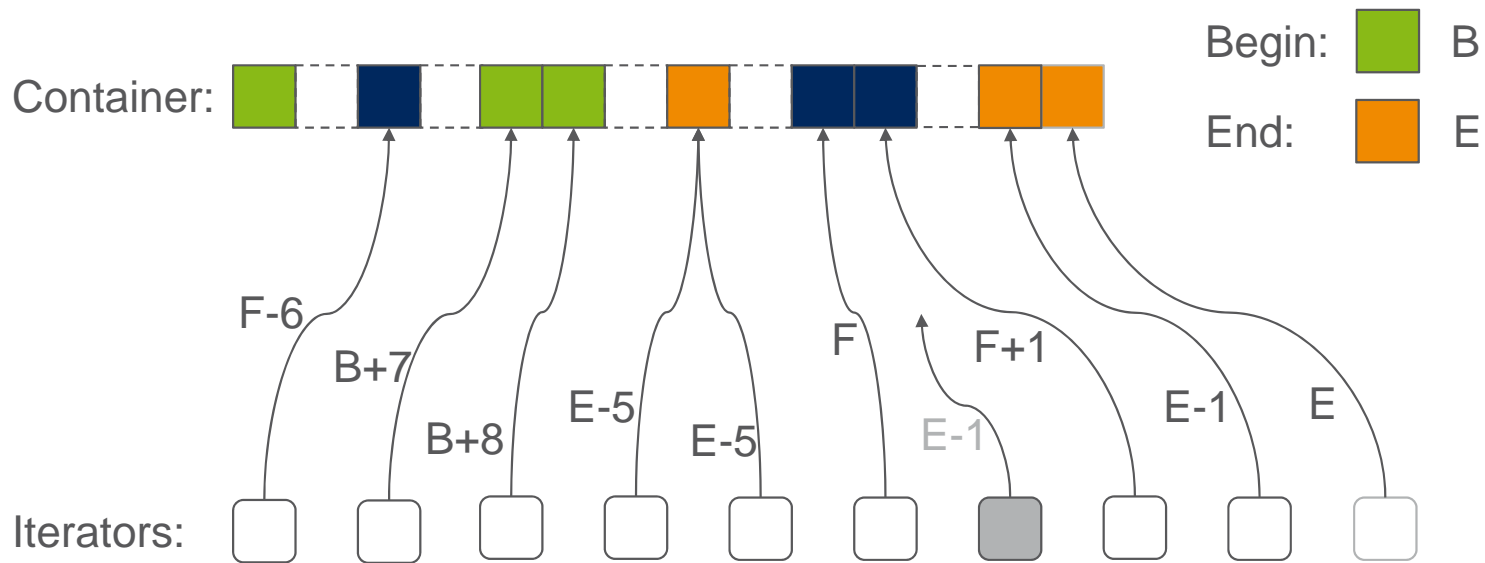 Begin: B
Container:
End: E
F-6
B+7
B+8
E-5
E-5
F
E-1
F+1
E-1
E
Iterators: